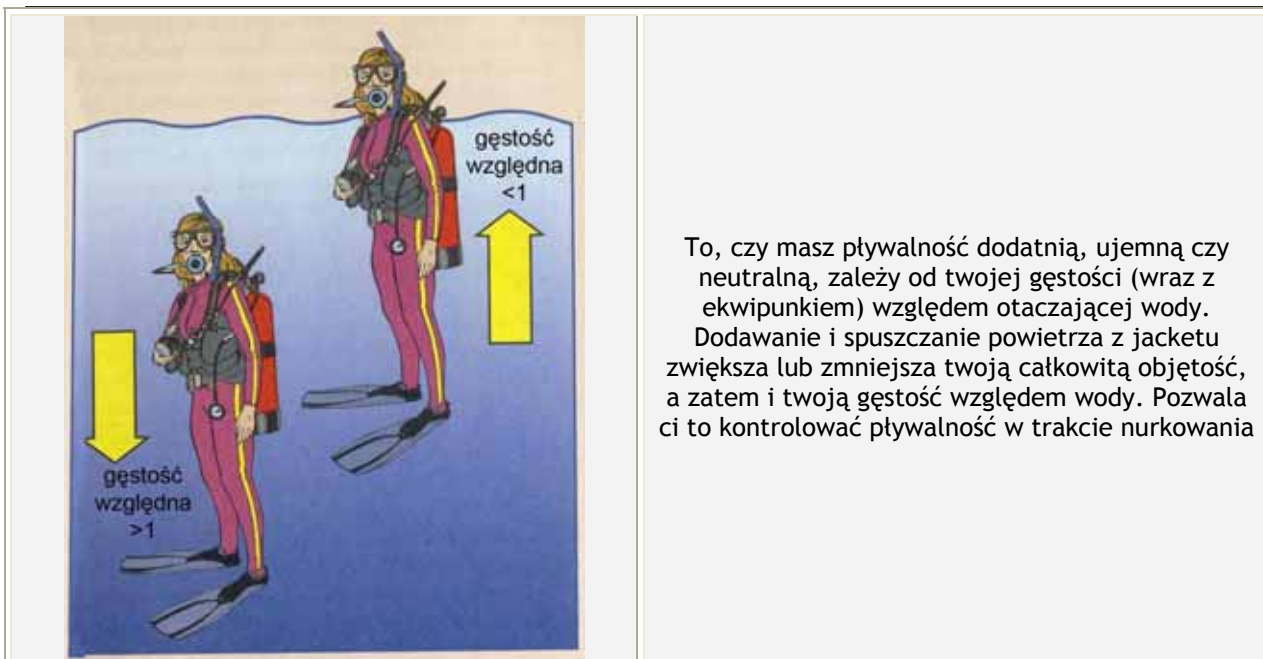 gęstość
względna
<1
gęstość
względna
>1
To, czy masz pływalność dodatnią, ujemną czy
neutralną, zależy od twojej gęstości (wraz z
ekwipunkiem) względem otaczającej wody.
Dodawanie i spuszczanie powietrza z jacketu
zwiększa lub zmniejsza twoją całkowitą objętość,
a zatem i twoją gęstość względem wody. Pozwala
ci to kontrolować pływalność w trakcie nurkowania